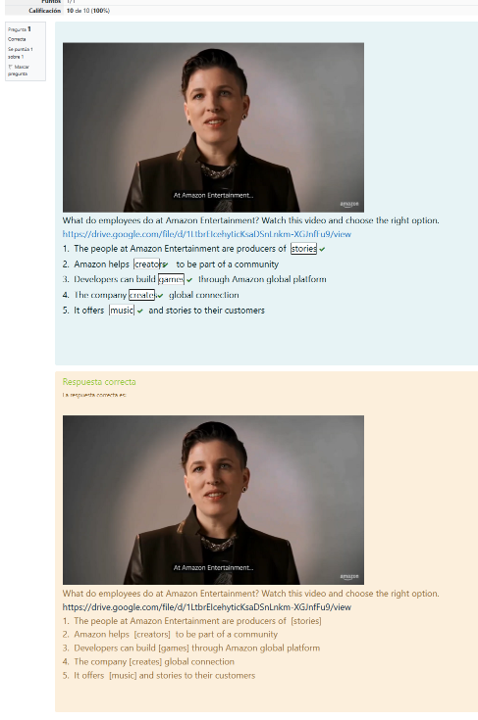 Puntos 1/1
Calificación 10 de 10 (100%)
Pregunta 1
Correcta
Se puntúa 1
sobre 1
Marcar
pregunta
At Amazon Entertainment...
amazon
What do employees do at Amazon Entertainment? Watch this video and choose the right option.
https://drive.google.com/file/d/1LtbrEIcehyticKsaDSnLnkm-XGJnfFu9/view
1. The people at Amazon Entertainment are producers of stories
2. Amazon helps creators to be part of a community
3. Developers can build games through Amazon global platform
4. The company creates global connection
5. It offers music and stories to their customers
Respuesta correcta
La respuesta correcta es:
At Amazon Entertainment...
amazon
What do employees do at Amazon Entertainment? Watch this video and choose the right option.
https://drive.google.com/file/d/1LtbrEIcehyticKsaDSnLnkm-XGJnfFu9/view
1. The people at Amazon Entertainment are producers of [stories]
2. Amazon helps [creators] to be part of a community
3. Developers can build [games] through Amazon global platform
4. The company [creates] global connection
5. It offers [music] and stories to their customers